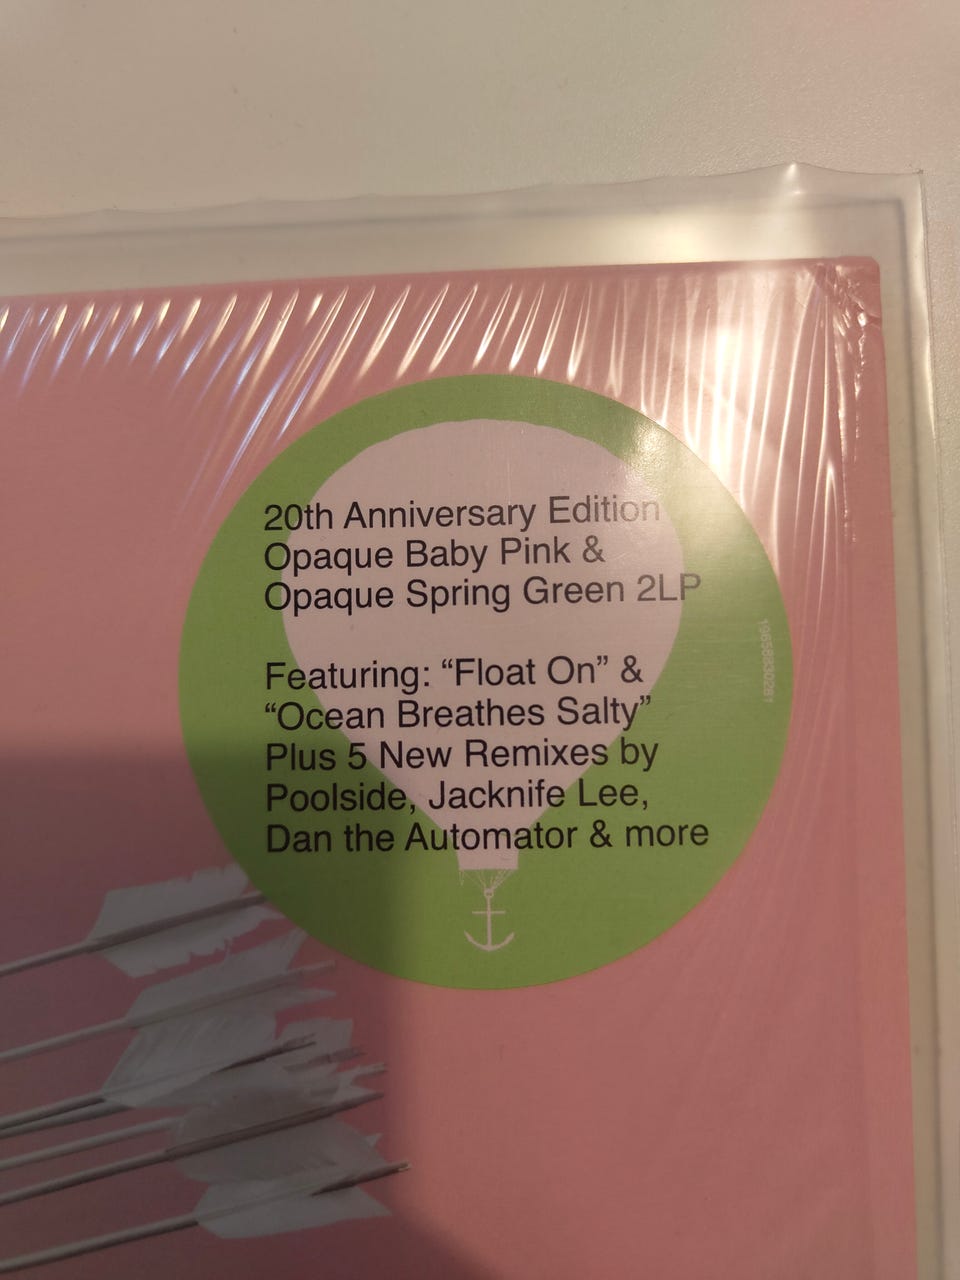 20th Anniversary Edition
Opaque Baby Pink &
Opaque Spring Green 2LP
Featuring: “Float On” &
“Ocean Breathes Salty”
Plus 5 New Remixes by
Poolside, Jacknife Lee,
Dan the Automator & more